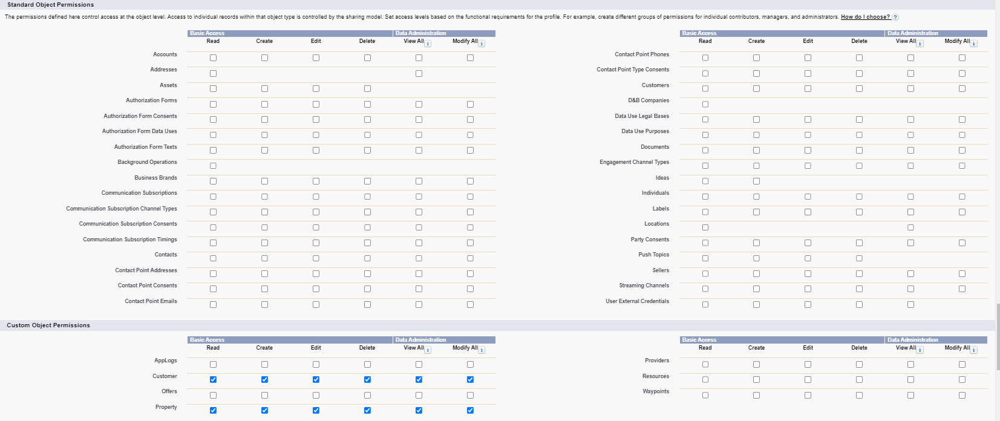 Standard Object Permissions
The permissions defined here control access at the object level. Access to individual records within that object type is controlled by the sharing model. Set access levels based on the functional requirements for the profile. For example, create different groups of permissions for individual contributors, managers, and administrators. How do I choose? ?
Basic Access Data Administration Basic Access Data Administration
Read Create Edit Delete View All i Modify All i Read Create Edit Delete View All i Modify All i
Accounts Contact Point Phones
Addresses Contact Point Type Consents
Assets Customers
Authorization Forms D&B Companies
Authorization Form Consents Data Use Legal Bases
Authorization Form Data Uses Data Use Purposes
Authorization Form Texts Documents
Background Operations Engagement Channel Types
Business Brands Ideas
Communication Subscriptions Individuals
Communication Subscription Channel Types Labels
Communication Subscription Consents Locations
Communication Subscription Timings Party Consents
Contacts Push Topics
Contact Point Addresses Sellers
Contact Point Consents Streaming Channels
Contact Point Emails User External Credentials
Custom Object Permissions
Basic Access Data Administration Basic Access Data Administration
Read Create Edit Delete View All i Modify All i Read Create Edit Delete View All i Modify All i
AppLogs Providers
Customer Resources
Offers Waypoints
Property